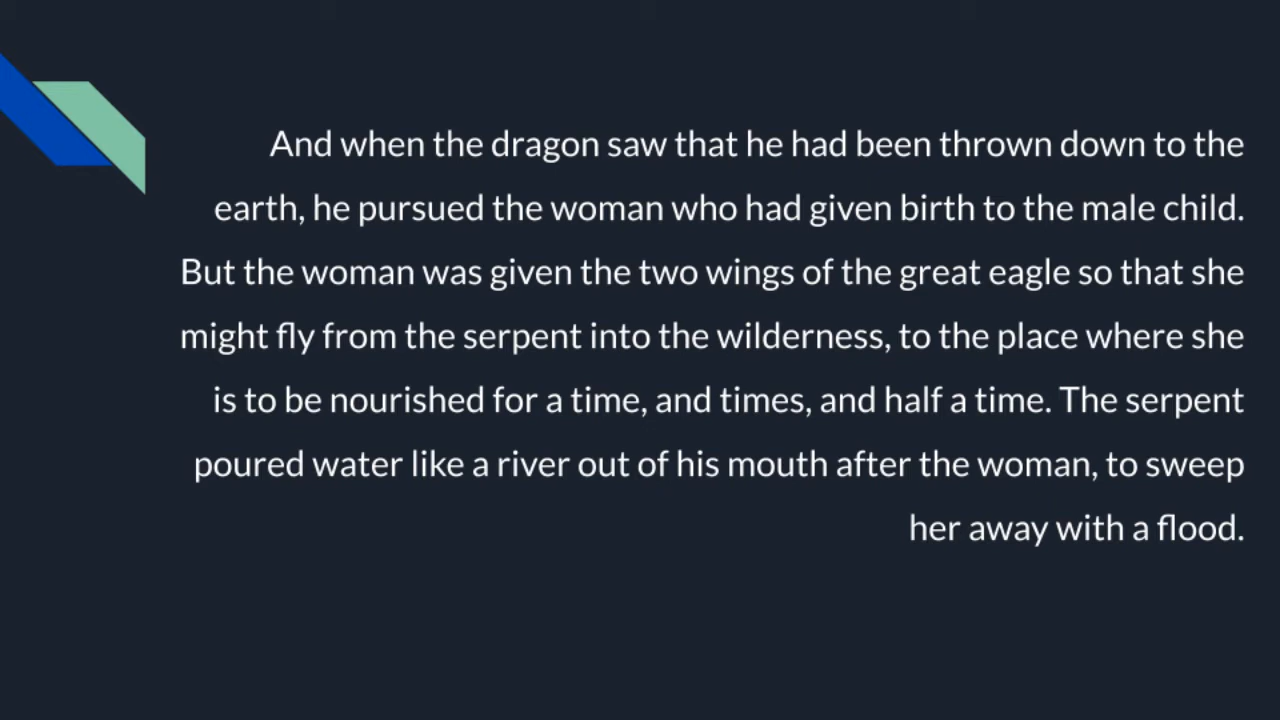 And when the dragon saw that he had been thrown down to the
earth, he pursued the woman who had given birth to the male child.
But the woman was given the two wings of the great eagle so that she
might fly from the serpent into the wilderness, to the place where she
is to be nourished for a time, and times, and half a time. The serpent
poured water like a river out of his mouth after the woman, to sweep
her away with a flood.